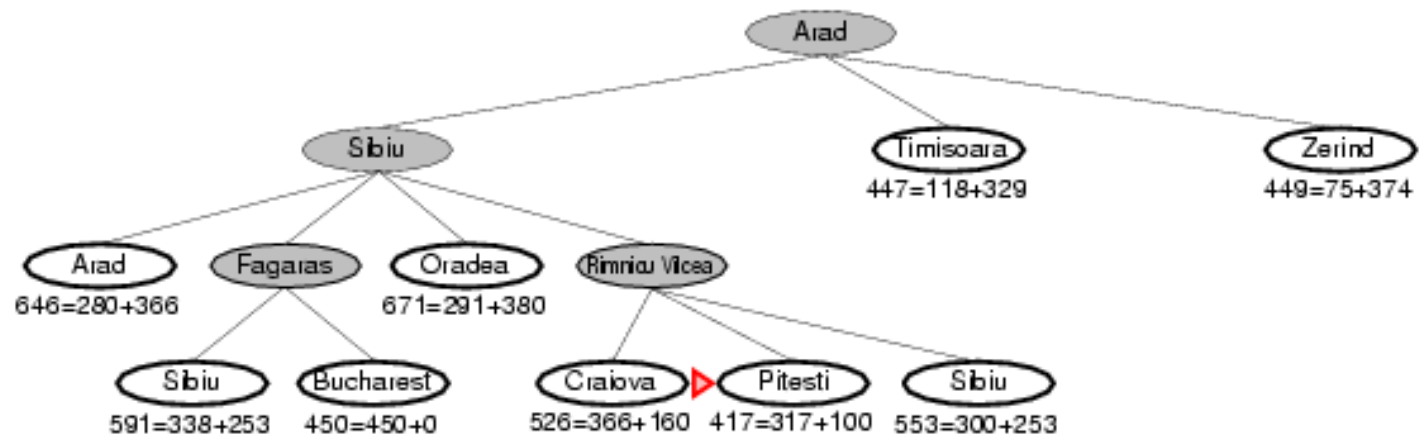 Arad
Sibiu
Timisoara
Zerind
447=118+329
449=75+374
Arad
Fagaras
Oradea
Rimnicu Vilcea
646=280+366
671=291+380
Sibiu
Bucharest
Craiova
Pitesti
Sibiu
591=338+253
450=450+0
526=366+160
417=317+100
553=300+253